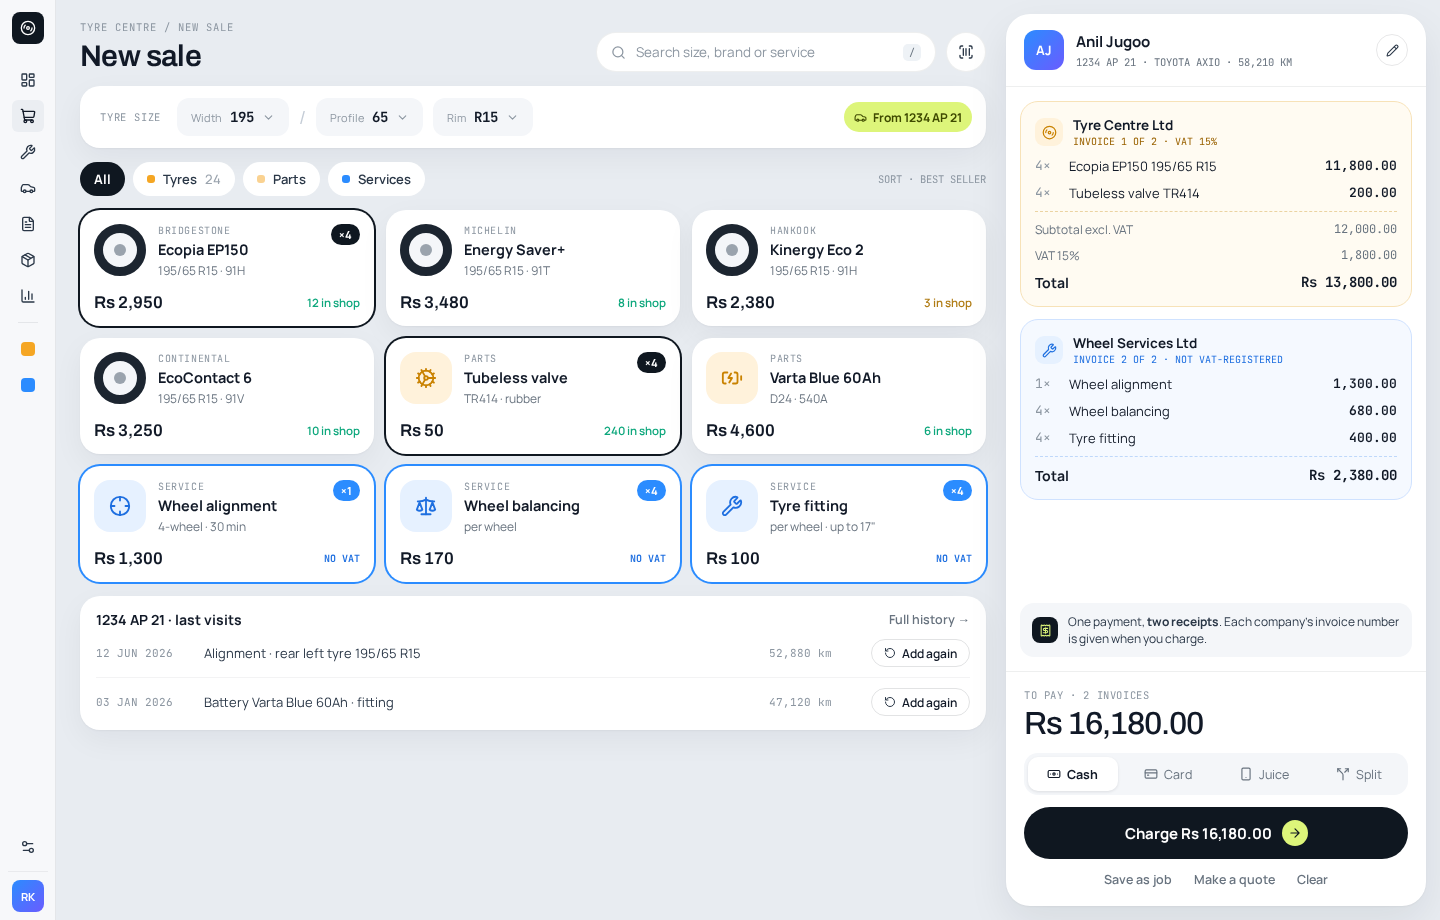 TYRE CENTRE / NEW SALE
New sale
Search size, brand or service
/
TYRE SIZE
Width 195
/
Profile 65
Rim R15
From 1234 AP 21
All
Tyres 24
Parts
Services
SORT · BEST SELLER
BRIDGESTONE
×4
Ecopia EP150
195/65 R15 · 91H
Rs 2,950
12 in shop
MICHELIN
Energy Saver+
195/65 R15 · 91T
Rs 3,480
8 in shop
HANKOOK
Kinergy Eco 2
195/65 R15 · 91H
Rs 2,380
3 in shop
CONTINENTAL
EcoContact 6
195/65 R15 · 91V
Rs 3,250
10 in shop
PARTS
×4
Tubeless valve
TR414 · rubber
Rs 50
240 in shop
PARTS
Varta Blue 60Ah
D24 · 540A
Rs 4,600
6 in shop
SERVICE
×1
Wheel alignment
4-wheel · 30 min
Rs 1,300
NO VAT
SERVICE
×4
Wheel balancing
per wheel
Rs 170
NO VAT
SERVICE
×4
Tyre fitting
per wheel · up to 17"
Rs 100
NO VAT
1234 AP 21 · last visits
Full history →
12 JUN 2026 Alignment · rear left tyre 195/65 R15 52,880 km Add again
03 JAN 2026 Battery Varta Blue 60Ah · fitting 47,120 km Add again
RK
AJ
Anil Jugoo
1234 AP 21 · TOYOTA AXIO · 58,210 KM
Tyre Centre Ltd
INVOICE 1 OF 2 · VAT 15%
4× Ecopia EP150 195/65 R15 11,800.00
4× Tubeless valve TR414 200.00
Subtotal excl. VAT 12,000.00
VAT 15% 1,800.00
Total Rs 13,800.00
Wheel Services Ltd
INVOICE 2 OF 2 · NOT VAT-REGISTERED
1× Wheel alignment 1,300.00
4× Wheel balancing 680.00
4× Tyre fitting 400.00
Total Rs 2,380.00
One payment, two receipts. Each company's invoice number
is given when you charge.
TO PAY · 2 INVOICES
Rs 16,180.00
Cash
Card
Juice
Split
Charge Rs 16,180.00
Save as job
Make a quote
Clear